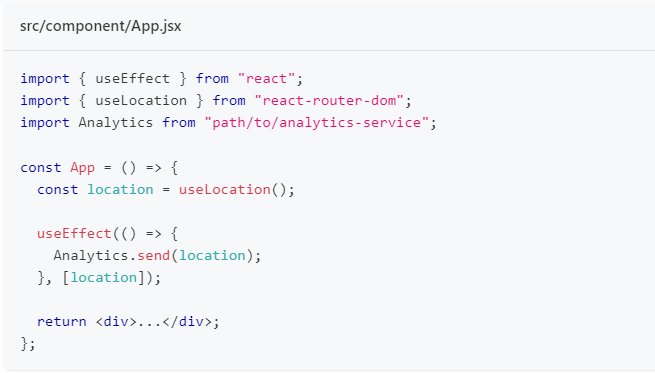 src/component/App.jsx
import { useEffect } from "react";
import { useLocation } from "react-router-dom";
import Analytics from "path/to/analytics-service";
const App = () => {
  const location = useLocation();
  useEffect(() => {
    Analytics.send(location);
  }, [location]);
  return <div>...</div>;
};